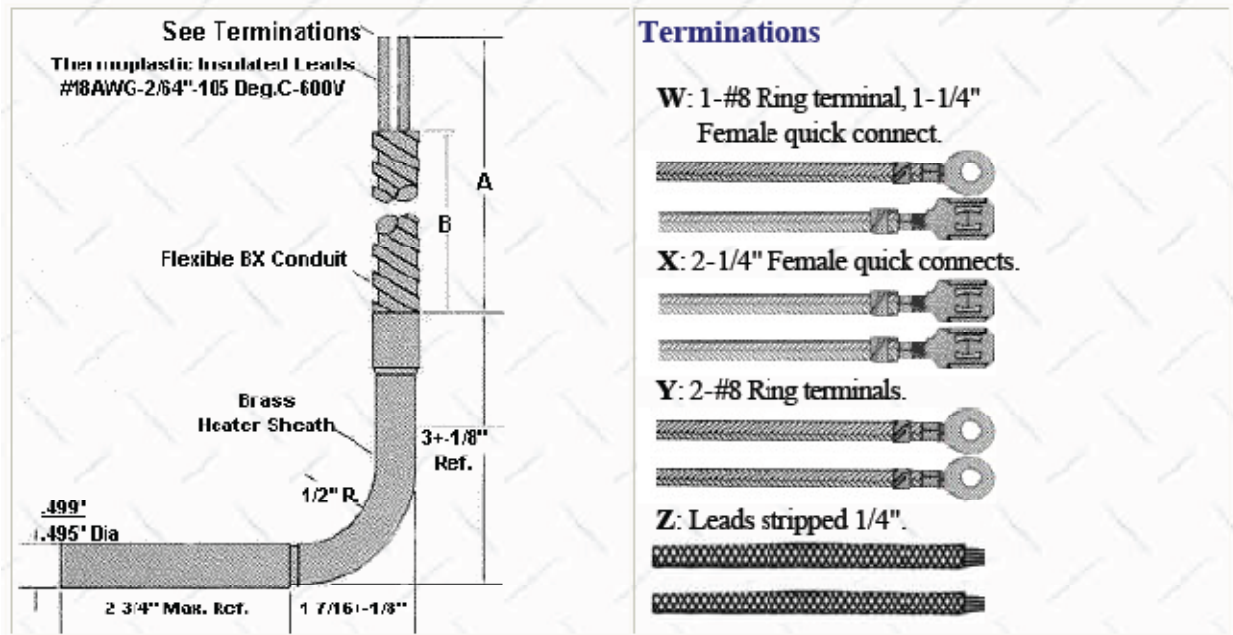 See Terminations
Thermoplastic Insulated Leads
#18AWG-2/64"-105 Deg.C-600V
A
B
Flexible BX Conduit
Brass
Heater Sheath
3+-1/8"
Ref.
1/2" R.
.499"
.495" Dia
2 3/4" Max. Ref.
1 7/16+-1/8"
Terminations
W: 1-#8 Ring terminal, 1-1/4"
Female quick connect.
X: 2-1/4" Female quick connects.
Y: 2-#8 Ring terminals.
Z: Leads stripped 1/4".